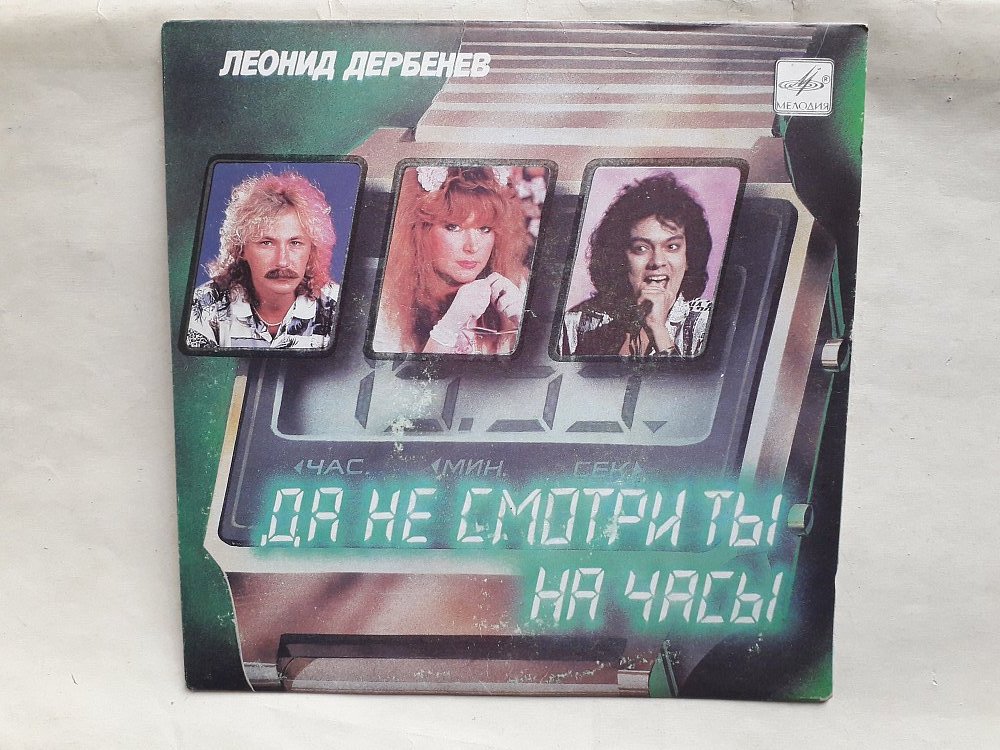 ЛЕОНИД ДЕРБЕНЕВ
МЕЛОДИЯ
ЧАС. МИН. СЕК.
ДА НЕ СМОТРИ ТЫ
НА ЧАСЫ